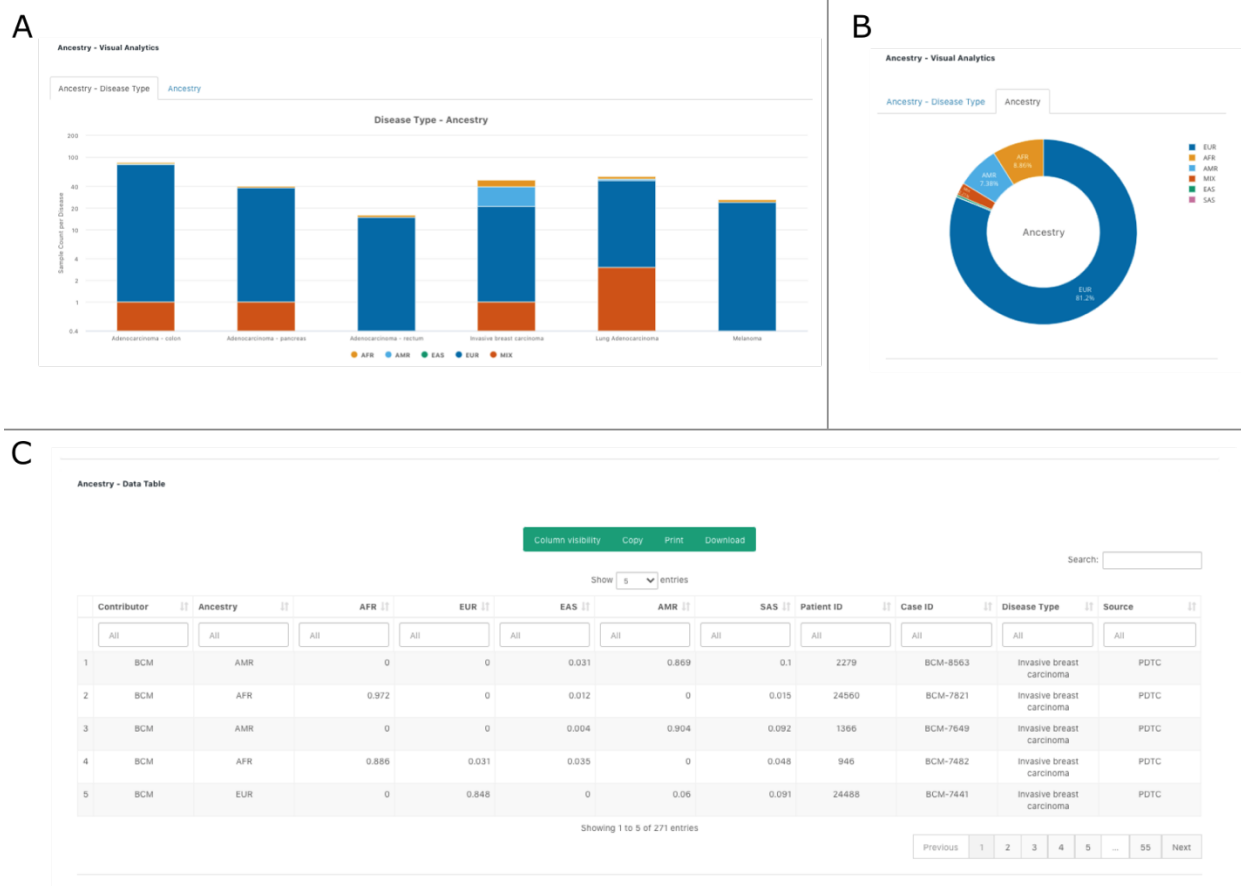 A
Ancestry - Visual Analytics
Ancestry - Disease Type Ancestry
Disease Type - Ancestry
Sample Count per Disease
200
100
40
20
10
4
2
1
0.4
Adenocarcinoma - colon Adenocarcinoma - pancreas Adenocarcinoma - rectum Invasive breast carcinoma Lung Adenocarcinoma Melanoma
AFR AMR EAS EUR MIX
B
Ancestry - Visual Analytics
Ancestry - Disease Type Ancestry
AFR
AMR
7.38%
Ancestry
EUR
81.2%
EUR
AFR
AMR
MIX
EAS
SAS
C
Ancestry - Data Table
Column visibility Copy Print Download
Search:
Show 5 entries
Contributor Ancestry AFR EUR EAS AMR SAS Patient ID Case ID Disease Type Source
All All All All All All All All All All All
1 BCM AMR 0 0 0.031 0.869 0.1 2279 BCM-8563 Invasive breast PDTC
carcinoma
2 BCM AFR 0.972 0 0.012 0 0.015 24560 BCM-7821 Invasive breast PDTC
carcinoma
3 BCM AMR 0 0 0.004 0.904 0.092 1366 BCM-7649 Invasive breast PDTC
carcinoma
4 BCM AFR 0.886 0.031 0.035 0 0.048 946 BCM-7482 Invasive breast PDTC
carcinoma
5 BCM EUR 0 0.848 0 0.06 0.091 24488 BCM-7441 Invasive breast PDTC
carcinoma
Showing 1 to 5 of 271 entries
Previous 1 2 3 4 5 ... 55 Next